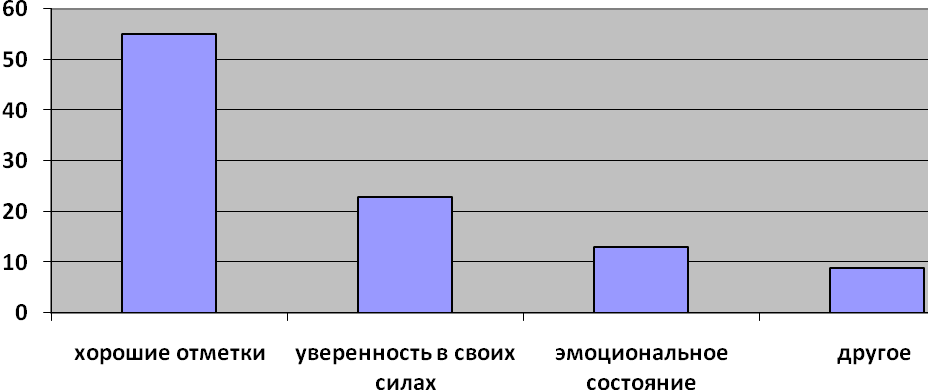 60
50
40
30
20
10
0
хорошие отметки
уверенность в своих
силах
эмоциональное
состояние
другое